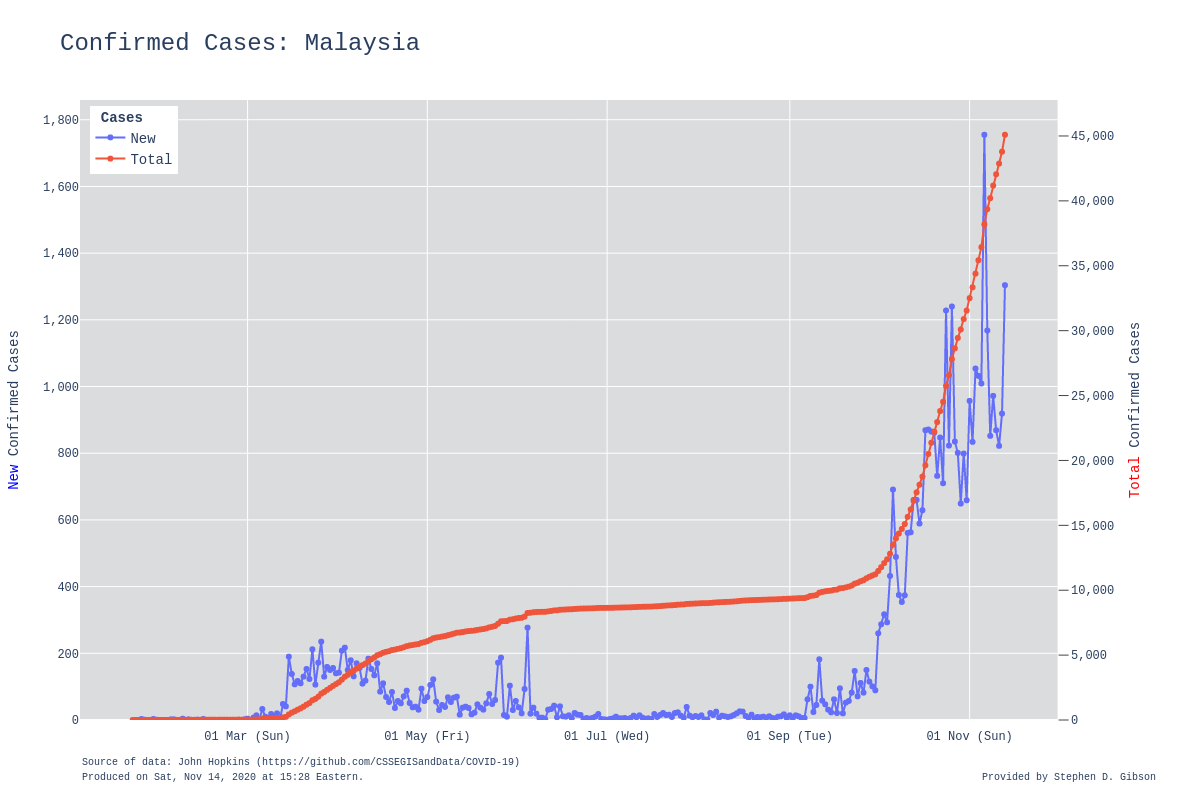 Confirmed Cases: Malaysia
Cases
New
Total
1,800
1,600
1,400
1,200
1,000
800
600
400
200
0
New Confirmed Cases
45,000
40,000
35,000
30,000
25,000
20,000
15,000
10,000
5,000
0
Total Confirmed Cases
01 Mar (Sun) 01 May (Fri) 01 Jul (Wed) 01 Sep (Tue) 01 Nov (Sun)
Source of data: John Hopkins (https://github.com/CSSEGISandData/COVID-19)
Produced on Sat, Nov 14, 2020 at 15:28 Eastern.
Provided by Stephen D. Gibson